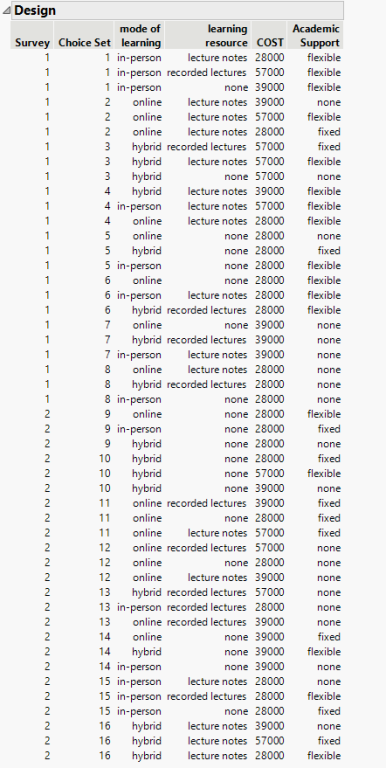 Design
Survey Choice Set mode of learning learning resource COST Academic Support
1 1 in-person lecture notes 28000 flexible
1 1 in-person recorded lectures 57000 flexible
1 1 in-person none 39000 flexible
1 2 online lecture notes 39000 none
1 2 online lecture notes 57000 flexible
1 2 online lecture notes 28000 fixed
1 3 hybrid recorded lectures 57000 fixed
1 3 hybrid lecture notes 57000 flexible
1 3 hybrid none 57000 none
1 4 hybrid lecture notes 39000 flexible
1 4 in-person lecture notes 57000 flexible
1 4 online lecture notes 28000 flexible
1 5 online none 28000 none
1 5 hybrid none 28000 fixed
1 5 in-person none 28000 flexible
1 6 online none 28000 flexible
1 6 in-person lecture notes 28000 flexible
1 6 hybrid recorded lectures 28000 flexible
1 7 online none 39000 none
1 7 hybrid recorded lectures 39000 none
1 7 in-person lecture notes 39000 none
1 8 online lecture notes 28000 none
1 8 hybrid recorded lectures 28000 none
1 8 in-person none 28000 none
2 9 online none 28000 flexible
2 9 in-person none 28000 fixed
2 9 hybrid none 28000 none
2 10 hybrid none 28000 fixed
2 10 hybrid none 57000 flexible
2 10 hybrid none 39000 none
2 11 online recorded lectures 39000 fixed
2 11 online none 28000 fixed
2 11 online lecture notes 57000 fixed
2 12 online recorded lectures 57000 none
2 12 online none 28000 none
2 12 online lecture notes 39000 none
2 13 hybrid recorded lectures 57000 none
2 13 in-person recorded lectures 28000 none
2 13 online recorded lectures 39000 none
2 14 online none 39000 fixed
2 14 hybrid none 39000 flexible
2 14 in-person none 39000 none
2 15 in-person lecture notes 28000 none
2 15 in-person recorded lectures 28000 flexible
2 15 in-person none 28000 fixed
2 16 hybrid lecture notes 39000 none
2 16 hybrid lecture notes 57000 fixed
2 16 hybrid lecture notes 28000 flexible